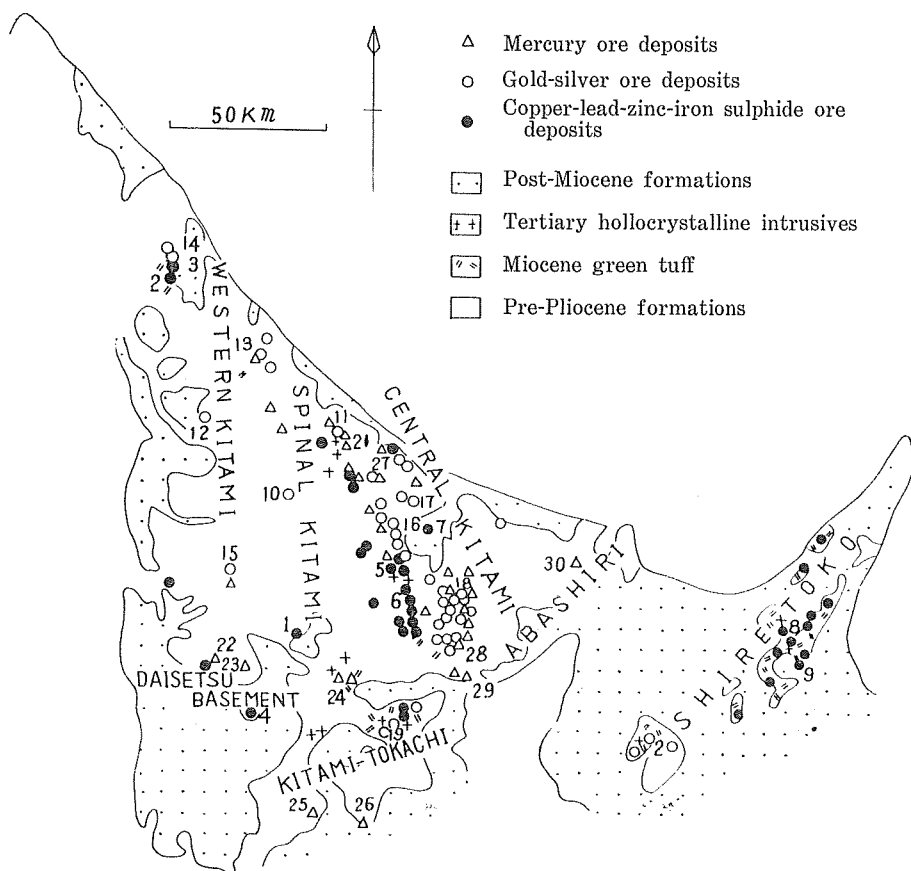 50 Km
Mercury ore deposits
Gold-silver ore deposits
Copper-lead-zinc-iron sulphide ore
deposits
Post-Miocene formations
Tertiary hollocrystalline intrusives
Miocene green tuff
Pre-Pliocene formations
14
3
2
WESTERN KITAMI
13
12
SPINAL KITAMI
11
21
10
CENTRAL KITAMI
27
17
16
7
15
5
18
6
30
ABASHIRI
1
28
29
22
23
24
DAISETSU
BASEMENT
4
19
KITAMI-TOKACHI
25
26
SHIRETOKO
8
9
20